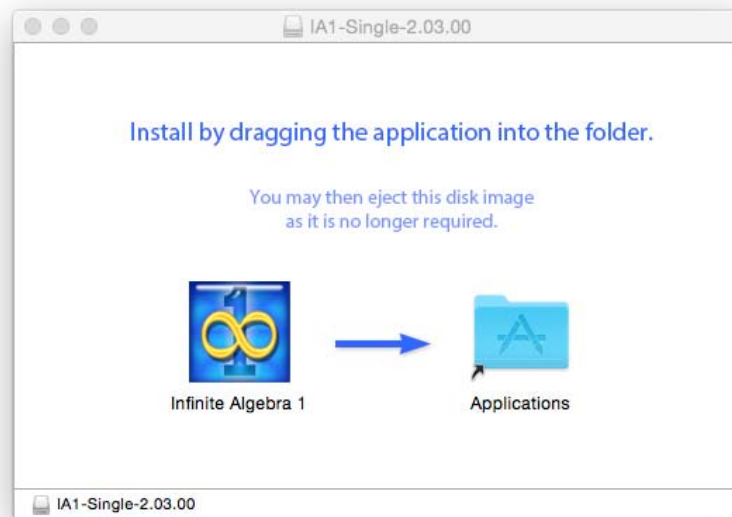 IA1-Single-2.03.00
Install by dragging the application into the folder.
You may then eject this disk image
as it is no longer required.
1
Infinite Algebra 1
Applications
IA1-Single-2.03.00